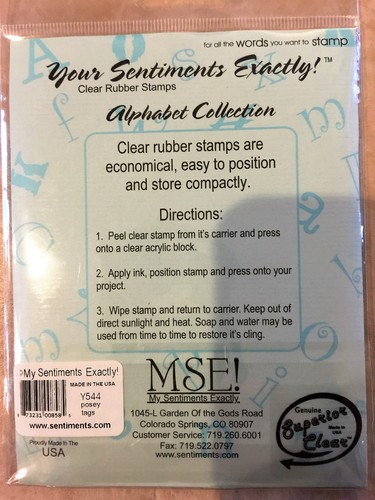 for all the words you want to stamp
Your Sentiments Exactly!™
Clear Rubber Stamps
Alphabet Collection
Clear rubber stamps are
economical, easy to position
and store compactly.
Directions:
1. Peel clear stamp from it's carrier and press
onto a clear acrylic block.
2. Apply ink, position stamp and press onto your
project.
3. Wipe stamp and return to carrier. Keep out of
direct sunlight and heat. Soap and water may be
used from time to time to restore it's cling.
My Sentiments Exactly!
MADE IN THE USA
Y544
posey
tags
www.sentiments.com
Proudly Made In The
USA
MSE!
My Sentiments Exactly
1045-L Garden Of the Gods Road
Colorado Springs, CO 80907
Customer Service: 719.260.6001
Fax: 719.522.0797
www.sentiments.com
Genuine
Superior
Made in
USA
Clear™